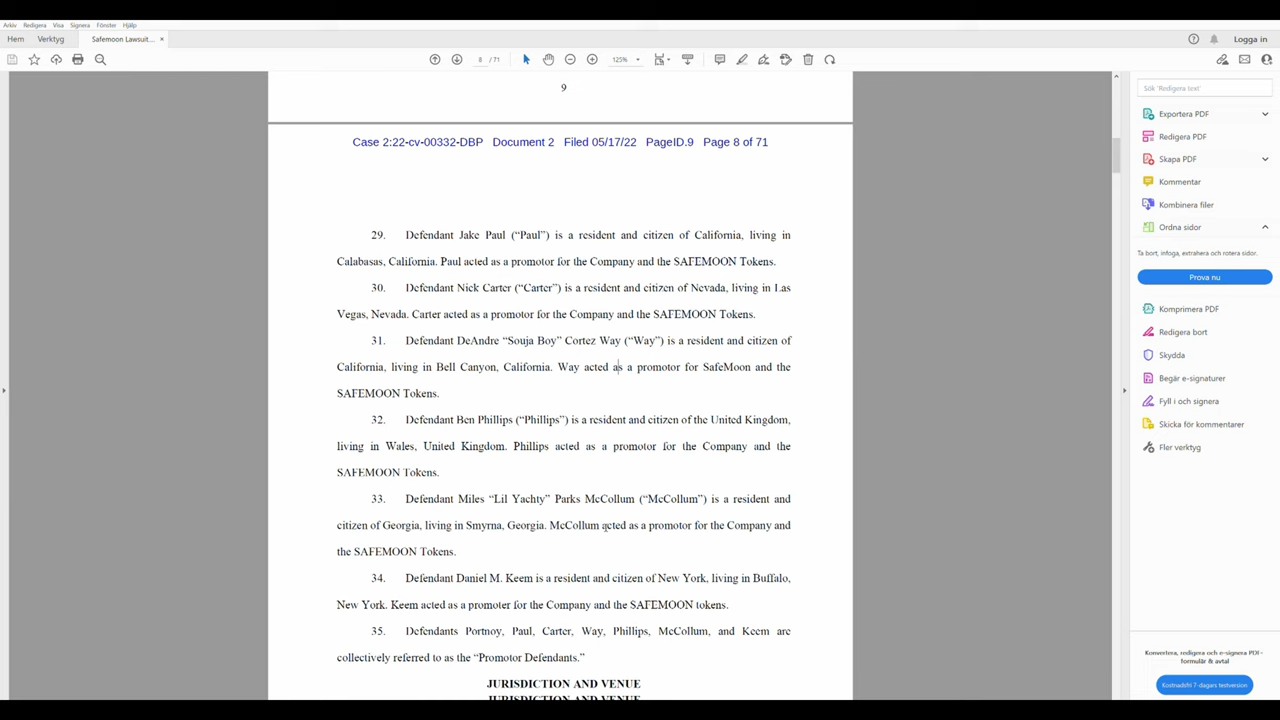 Arkiv Redigera Visa Signera Fönster Hjälp
Hem Verktyg Safemoon Lawsuit... ×
8 / 71 125% Logga in
9
Case 2:22-cv-00332-DBP Document 2 Filed 05/17/22 PageID.9 Page 8 of 71
29. Defendant Jake Paul (“Paul”) is a resident and citizen of California, living in
Calabasas, California. Paul acted as a promotor for the Company and the SAFEMOON Tokens.
30. Defendant Nick Carter (“Carter”) is a resident and citizen of Nevada, living in Las
Vegas, Nevada. Carter acted as a promotor for the Company and the SAFEMOON Tokens.
31. Defendant DeAndre “Souja Boy” Cortez Way (“Way”) is a resident and citizen of
California, living in Bell Canyon, California. Way acted as a promotor for SafeMoon and the
SAFEMOON Tokens.
32. Defendant Ben Phillips (“Phillips”) is a resident and citizen of the United Kingdom,
living in Wales, United Kingdom. Phillips acted as a promotor for the Company and the
SAFEMOON Tokens.
33. Defendant Miles “Lil Yachty” Parks McCollum (“McCollum”) is a resident and
citizen of Georgia, living in Smyrna, Georgia. McCollum acted as a promotor for the Company and
the SAFEMOON Tokens.
34. Defendant Daniel M. Keem is a resident and citizen of New York, living in Buffalo,
New York. Keem acted as a promoter for the Company and the SAFEMOON tokens.
35. Defendants Portnoy, Paul, Carter, Way, Phillips, McCollum, and Keem are
collectively referred to as the “Promotor Defendants.”
JURISDICTION AND VENUE
JURISDICTION AND VENUE
Sök 'Redigera text'
Exportera PDF
Redigera PDF
Skapa PDF
Kommentar
Kombinera filer
Ordna sidor
Ta bort, infoga, extrahera och rotera sidor.
Prova nu
Komprimera PDF
Redigera bort
Skydda
Begär e-signaturer
Fyll i och signera
Skicka för kommentarer
Fler verktyg
Konvertera, redigera och e-signera PDF-
formulär & avtal
Kostnadsfri 7-dagars testversion